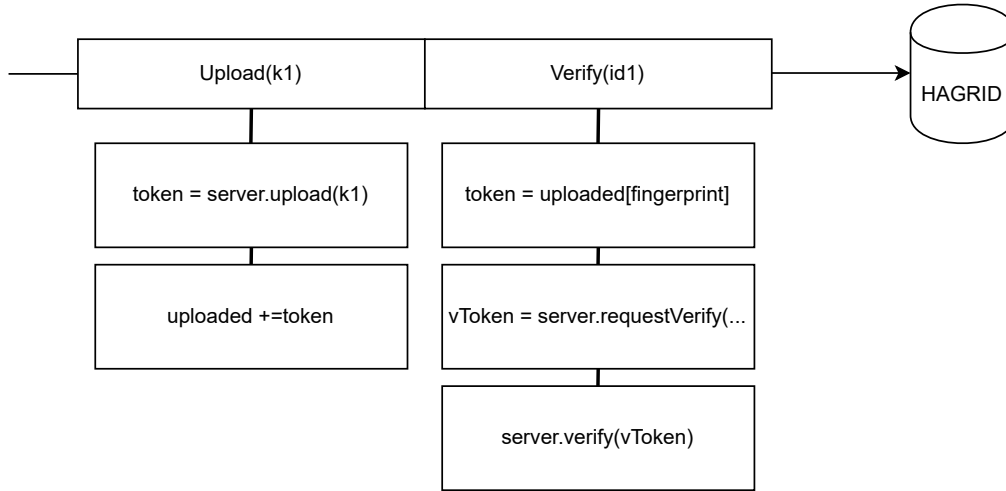 Upload(k1)
Verify(id1)
HAGRID
token = server.upload(k1)
token = uploaded[fingerprint]
uploaded +=token
vToken = server.requestVerify(...
server.verify(vToken)